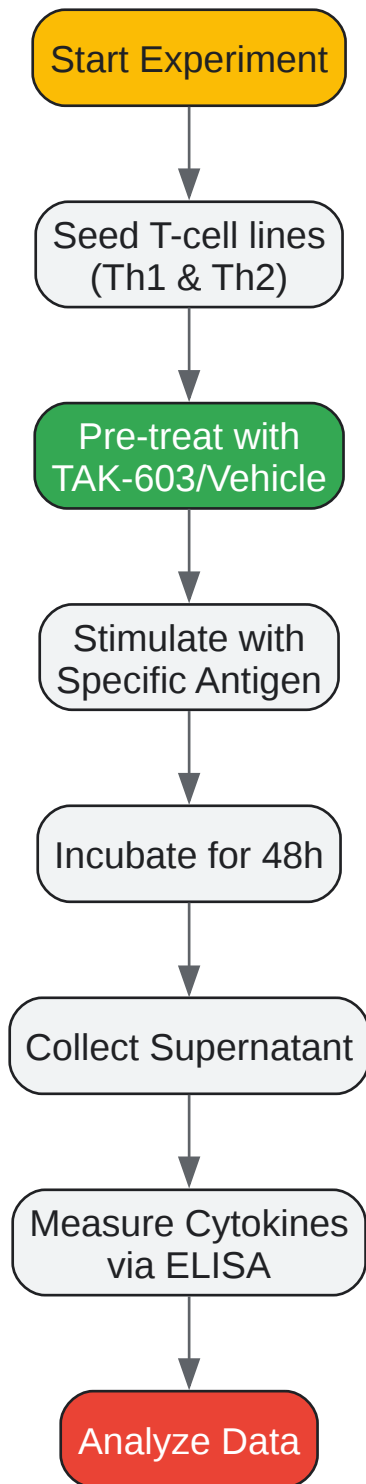 Start Experiment
Seed T-cell lines
(Th1 & Th2)
Pre-treat with
TAK-603/Vehicle
Stimulate with
Specific Antigen
Incubate for 48h
Collect Supernatant
Measure Cytokines
via ELISA
Analyze Data